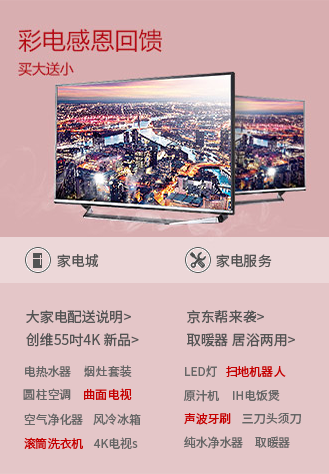 彩电感恩回馈
买大送小
家电城
家电服务
大家电配送说明>
创维55吋4K 新品>
京东帮来袭>
取暖器 居浴两用>
电热水器 烟灶套装
圆柱空调 曲面电视
空气净化器 风冷冰箱
滚筒洗衣机 4K电视s
LED灯 扫地机器人
原汁机 IH电饭煲
声波牙刷 三刀头须刀
纯水净水器 取暖器